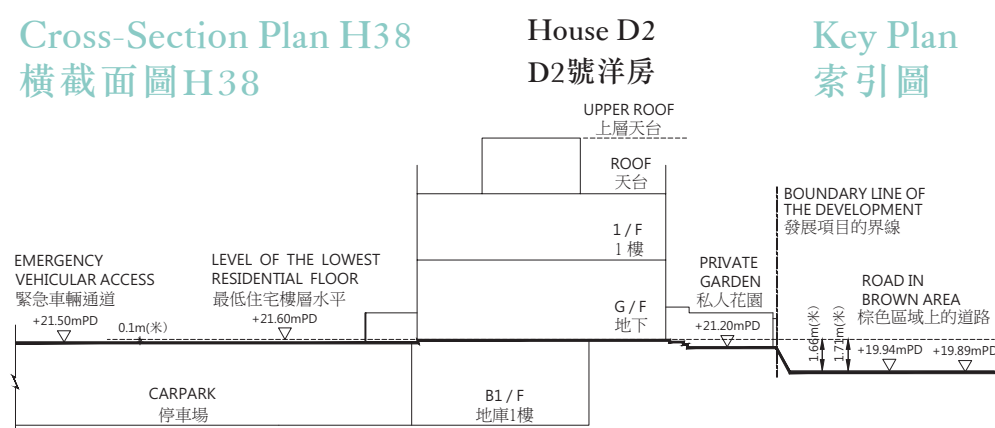 Cross-Section Plan H38
橫截面圖H38
House D2
D2號洋房
Key Plan
索引圖
UPPER ROOF
上層天台
ROOF
天台
BOUNDARY LINE OF
THE DEVELOPMENT
發展項目的界線
1 / F
1 樓
EMERGENCY
VEHICULAR ACCESS
緊急車輛通道
+21.50mPD
0.1m(米)
LEVEL OF THE LOWEST
RESIDENTIAL FLOOR
最低住宅樓層水平
+21.60mPD
G / F
地下
PRIVATE
GARDEN
私人花園
+21.20mPD
1.66m(米)
1.71m(米)
ROAD IN
BROWN AREA
棕色區域上的道路
+19.94mPD
+19.89mPD
CARPARK
停車場
B1 / F
地庫1樓